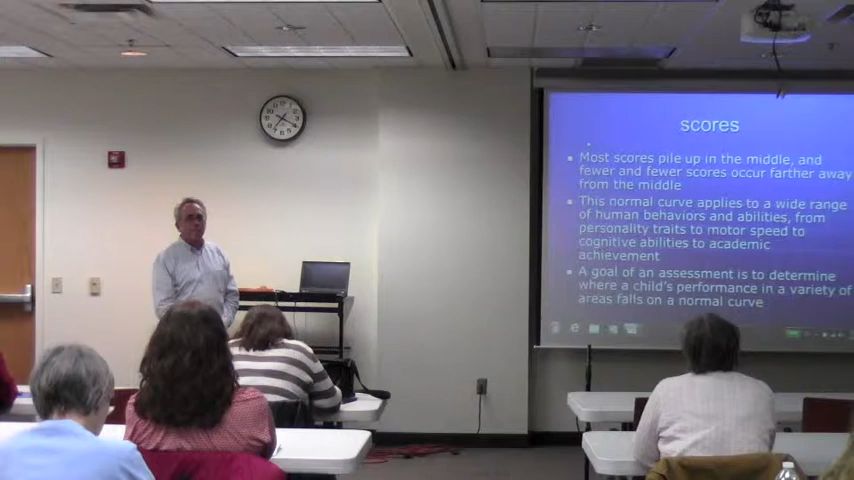 scores
Most scores pile up in the middle, and
fewer and fewer scores occur farther away
from the middle
This normal curve applies to a wide range
of human behaviors and abilities, from
personality traits to motor speed to
cognitive abilities to academic
achievement
A goal of an assessment is to determine
where a child's performance in a variety of
areas falls on a normal curve